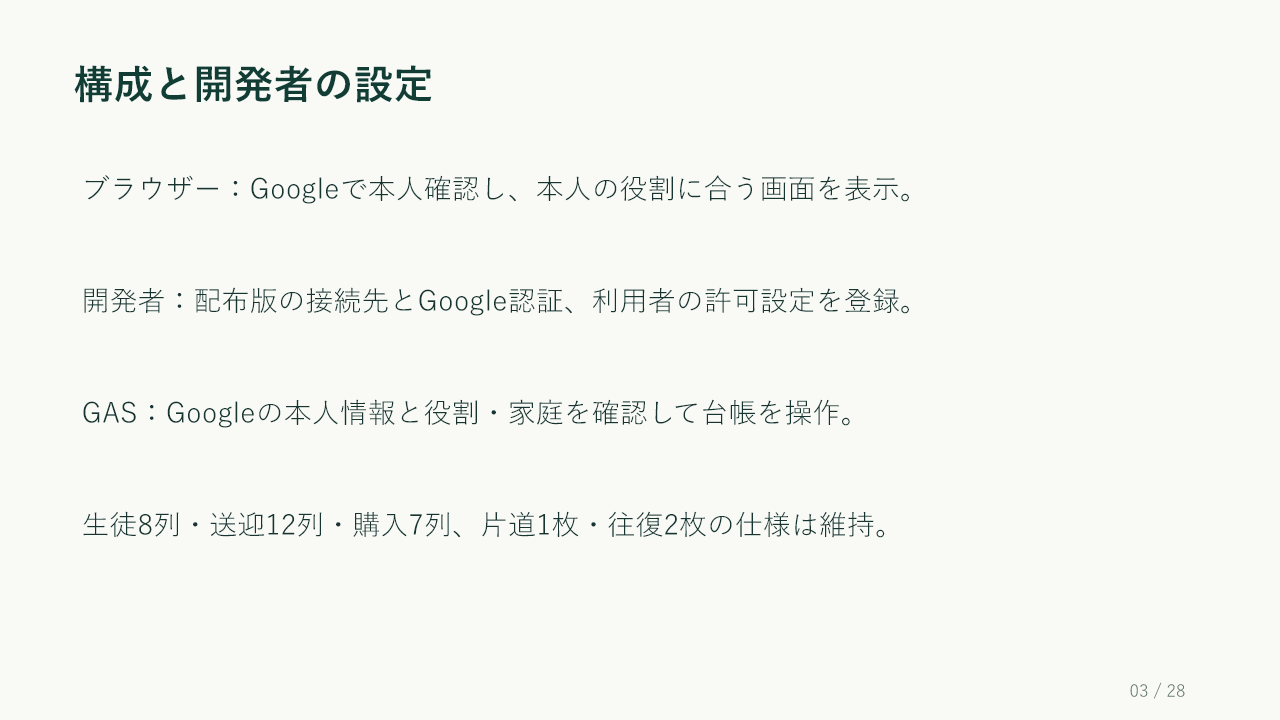 構成と開発者の設定
ブラウザー：Googleで本人確認し、本人の役割に合う画面を表示。
開発者：配布版の接続先とGoogle認証、利用者の許可設定を登録。
GAS：Googleの本人情報と役割・家庭を確認して台帳を操作。
生徒8列・送迎12列・購入7列、片道1枚・往復2枚の仕様は維持。
03 / 28